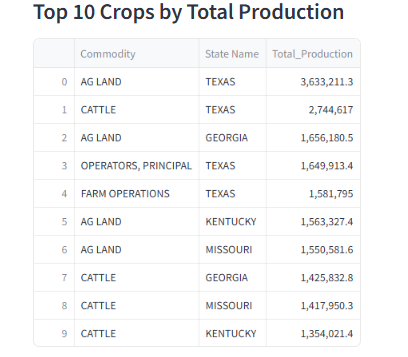 Top 10 Crops by Total Production
Commodity State Name Total_Production
0 AG LAND TEXAS 3,633,211.3
1 CATTLE TEXAS 2,744,617
2 AG LAND GEORGIA 1,656,180.5
3 OPERATORS, PRINCIPAL TEXAS 1,649,913.4
4 FARM OPERATIONS TEXAS 1,581,795
5 AG LAND KENTUCKY 1,563,327.4
6 AG LAND MISSOURI 1,550,581.6
7 CATTLE GEORGIA 1,425,832.8
8 CATTLE MISSOURI 1,417,950.3
9 CATTLE KENTUCKY 1,354,021.4